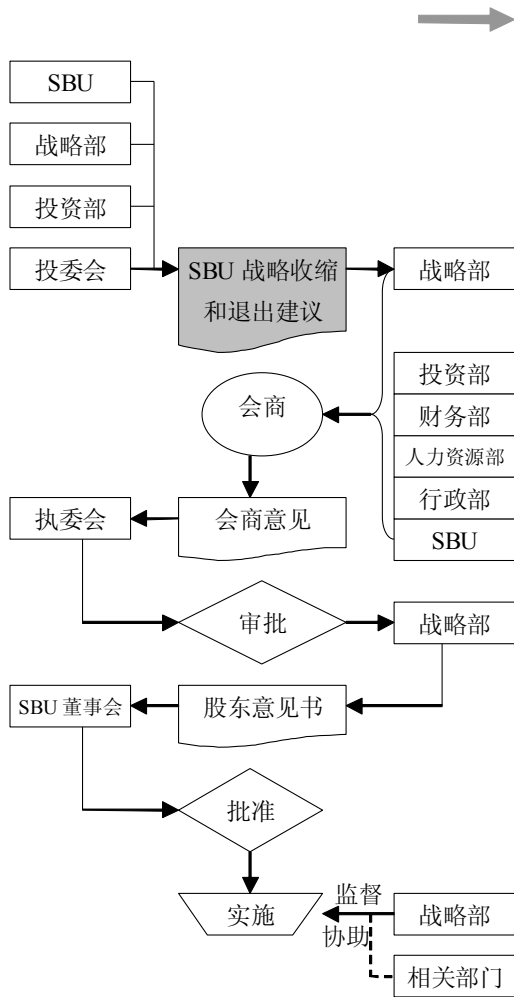 SBU
战略部
投资部
投委会
SBU 战略收缩
和退出建议
战略部
投资部
财务部
人力资源部
行政部
SBU
会商
会商意见
执委会
审批
战略部
股东意见书
SBU 董事会
批准
实施
监督
协助
战略部
相关部门